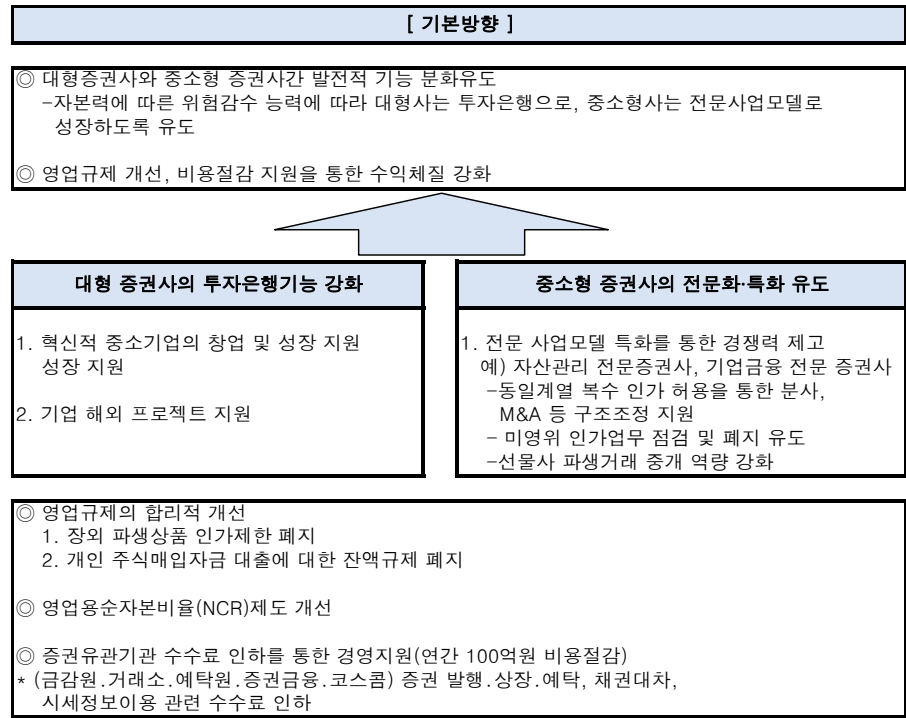 [ 기본방향 ]
◎ 대형증권사와 중소형 증권사간 발전적 기능 분화유도
-자본력에 따른 위험감수 능력에 따라 대형사는 투자은행으로, 중소형사는 전문사업모델로
성장하도록 유도
◎ 영업규제 개선, 비용절감 지원을 통한 수익체질 강화
대형 증권사의 투자은행기능 강화
1. 혁신적 중소기업의 창업 및 성장 지원
성장 지원
2. 기업 해외 프로젝트 지원
중소형 증권사의 전문화·특화 유도
1. 전문 사업모델 특화를 통한 경쟁력 제고
예) 자산관리 전문증권사, 기업금융 전문 증권사
-동일계열 복수 인가 허용을 통한 분사,
M&A 등 구조조정 지원
- 미영위 인가업무 점검 및 폐지 유도
-선물사 파생거래 중개 역량 강화
◎ 영업규제의 합리적 개선
1. 장외 파생상품 인가제한 폐지
2. 개인 주식매입자금 대출에 대한 잔액규제 폐지
◎ 영업용순자본비율(NCR)제도 개선
◎ 증권유관기관 수수료 인하를 통한 경영지원(연간 100억원 비용절감)
* (금감원.거래소.예탁원.증권금융.코스콤) 증권 발행.상장.예탁, 채권대차,
시세정보이용 관련 수수료 인하